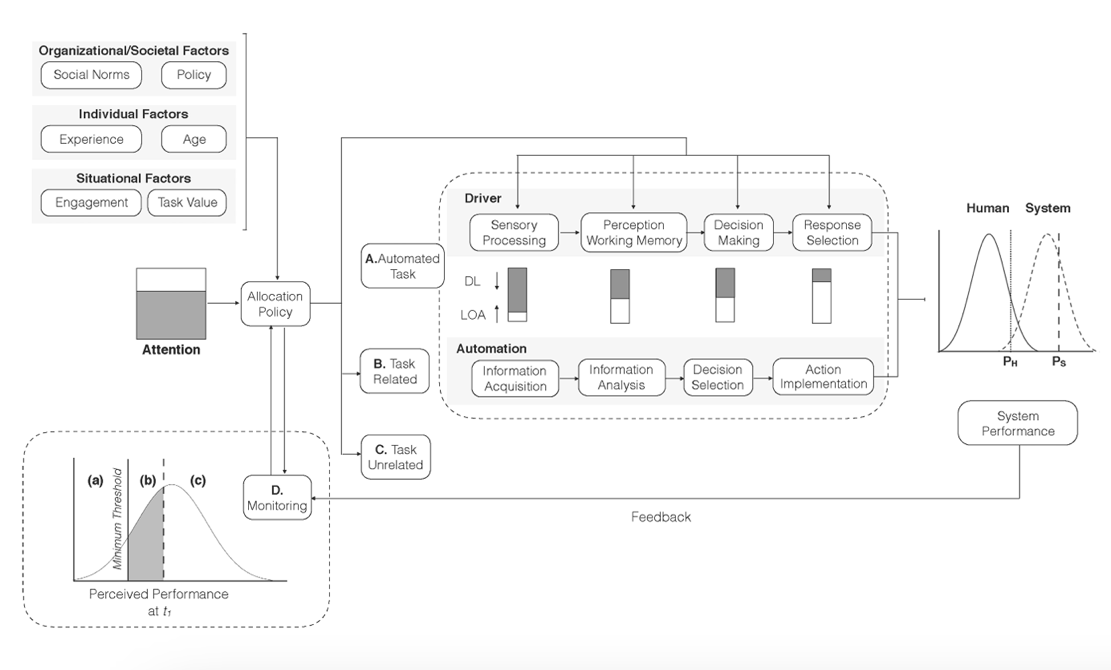 Organizational/Societal Factors
Social Norms
Policy
Individual Factors
Experience
Age
Situational Factors
Engagement
Task Value
Attention
Allocation
Policy
A.Automated
Task
B. Task
Related
C. Task
Unrelated
D.
Monitoring
Driver
Sensory
Processing
Perception
Working Memory
Decision
Making
Response
Selection
DL
LOA
Automation
Information
Acquisition
Information
Analysis
Decision
Selection
Action
Implementation
Human
System
PH
PS
System
Performance
Feedback
(a)
Minimum Threshold
(b)
(c)
Perceived Performance
at t1